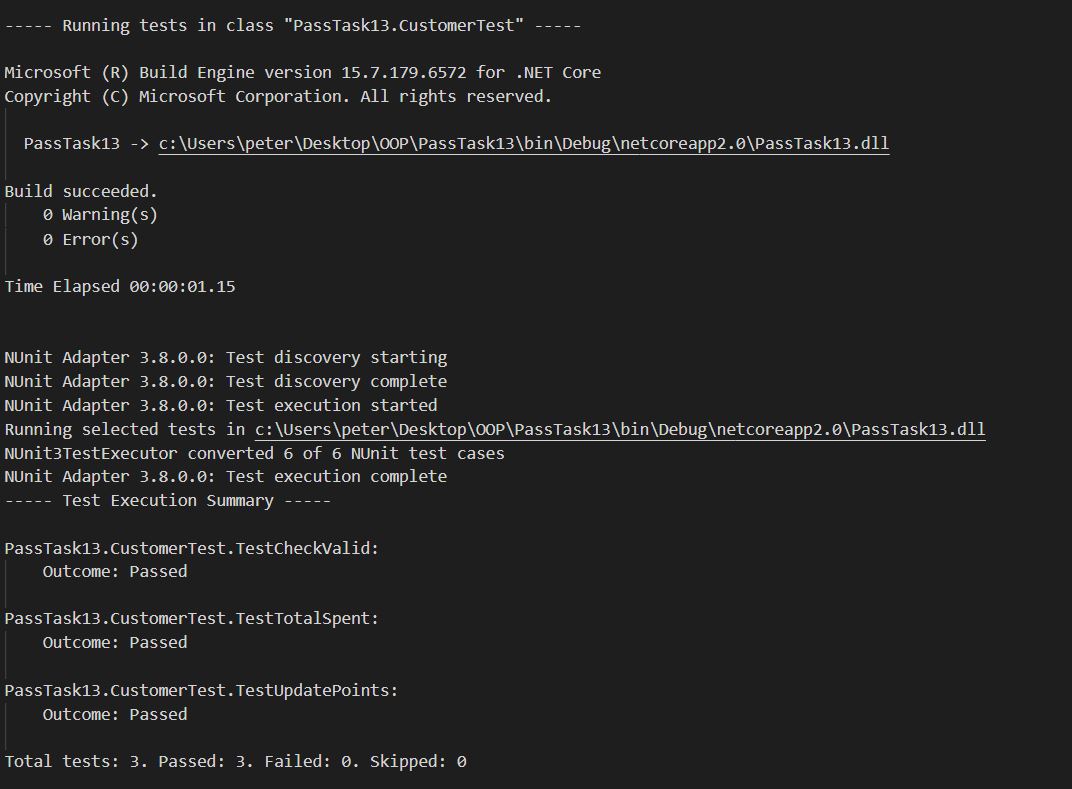 ----- Running tests in class "PassTask13.CustomerTest" -----
Microsoft (R) Build Engine version 15.7.179.6572 for .NET Core
Copyright (C) Microsoft Corporation. All rights reserved.
PassTask13 -> c:\Users\peter\Desktop\OOP\PassTask13\bin\Debug\netcoreapp2.0\PassTask13.dll
Build succeeded.
0 Warning(s)
0 Error(s)
Time Elapsed 00:00:01.15
NUnit Adapter 3.8.0.0: Test discovery starting
NUnit Adapter 3.8.0.0: Test discovery complete
NUnit Adapter 3.8.0.0: Test execution started
Running selected tests in c:\Users\peter\Desktop\OOP\PassTask13\bin\Debug\netcoreapp2.0\PassTask13.dll
NUnit3TestExecutor converted 6 of 6 NUnit test cases
NUnit Adapter 3.8.0.0: Test execution complete
----- Test Execution Summary -----
PassTask13.CustomerTest.TestCheckValid:
Outcome: Passed
PassTask13.CustomerTest.TestTotalSpent:
Outcome: Passed
PassTask13.CustomerTest.TestUpdatePoints:
Outcome: Passed
Total tests: 3. Passed: 3. Failed: 0. Skipped: 0